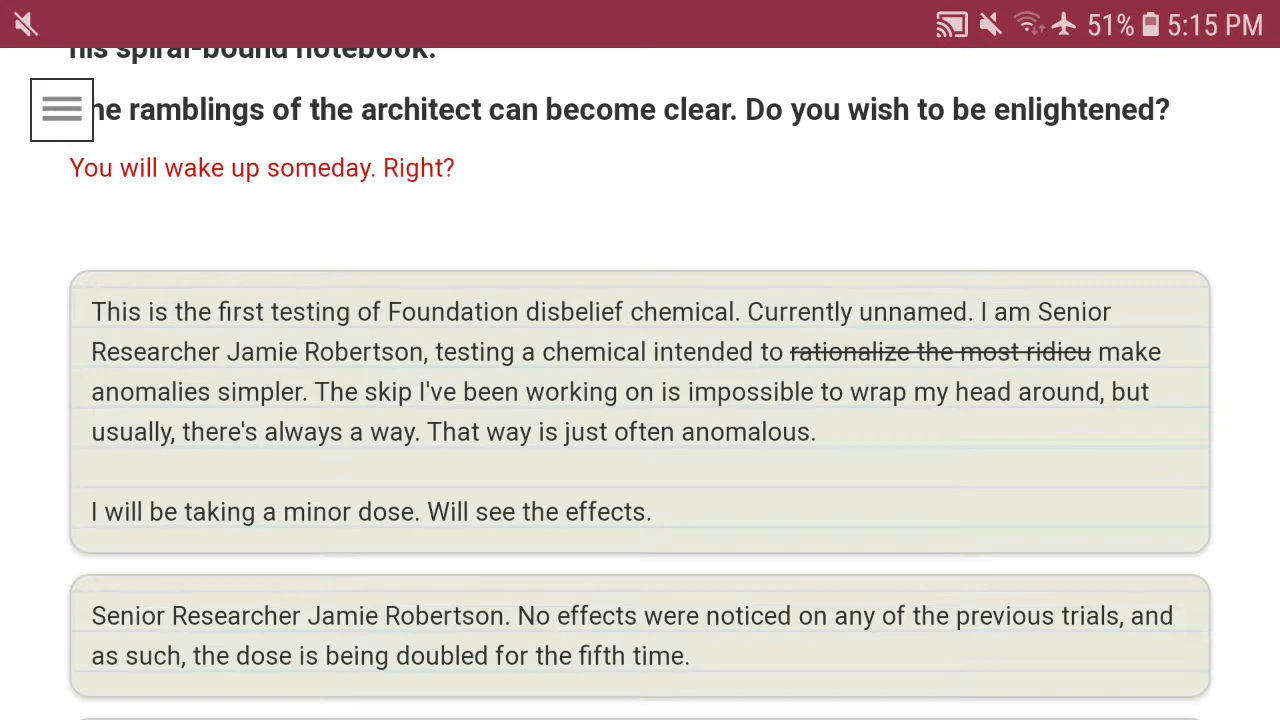 51% 5:15 PM
his spiral-bound notebook.
he ramblings of the architect can become clear. Do you wish to be enlightened?
You will wake up someday. Right?
This is the first testing of Foundation disbelief chemical. Currently unnamed. I am Senior
Researcher Jamie Robertson, testing a chemical intended to rationalize the most ridicu make
anomalies simpler. The skip I've been working on is impossible to wrap my head around, but
usually, there's always a way. That way is just often anomalous.
I will be taking a minor dose. Will see the effects.
Senior Researcher Jamie Robertson. No effects were noticed on any of the previous trials, and
as such, the dose is being doubled for the fifth time.